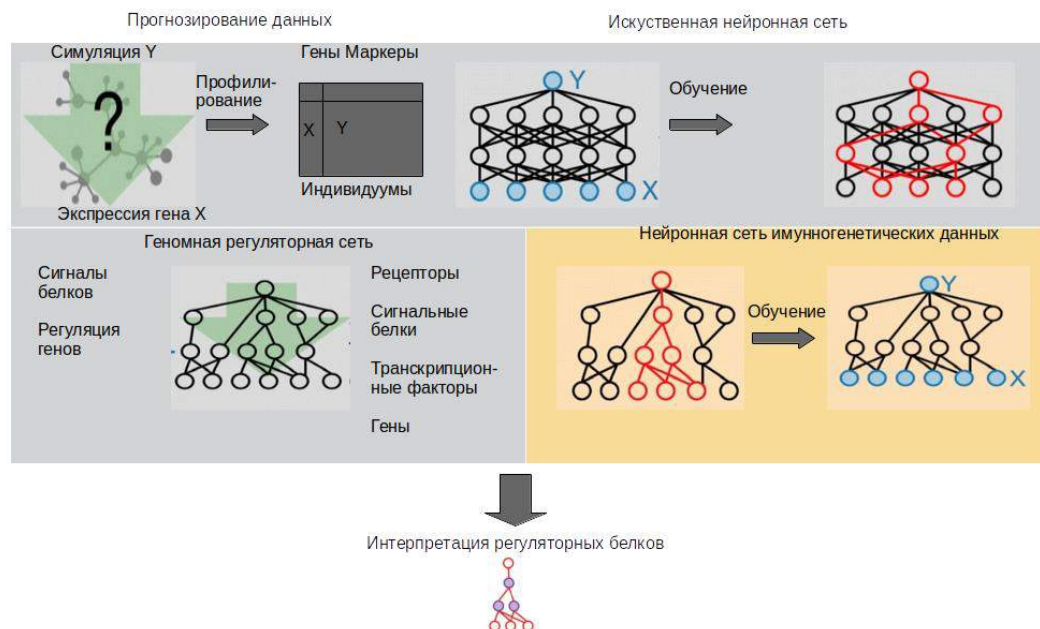 Прогнозирование данных
Искуственная нейронная сеть
Симуляция Y
Гены Маркеры
Профили-
рование
?
X
Y
Индивидуумы
Экспрессия гена X
Y
X
Обучение
Геномная регуляторная сеть
Сигналы
белков
Регуляция
генов
Рецепторы
Сигнальные
белки
Транскрипцион-
ные факторы
Гены
Нейронная сеть имунногенетических данных
Обучение
Y
X
Интерпретация регуляторных белков